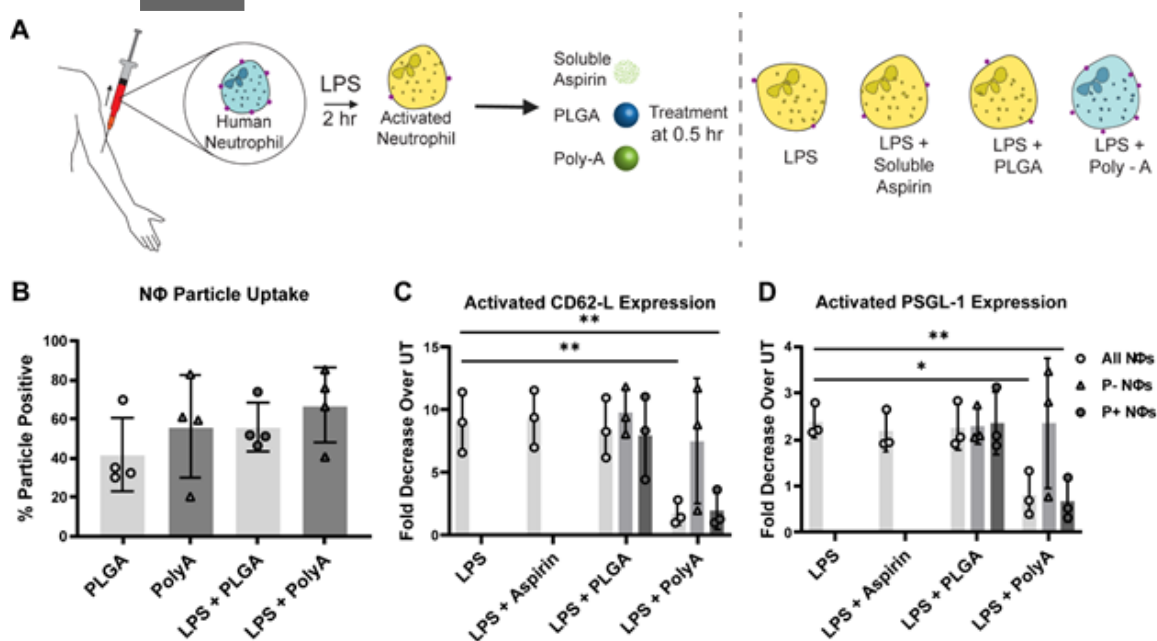 A
Human
Neutrophil
LPS
2 hr
Activated
Neutrophil
Soluble
Aspirin
PLGA
Poly-A
Treatment
at 0.5 hr
LPS
LPS +
Soluble
Aspirin
LPS +
PLGA
LPS +
Poly - A
B
NΦ Particle Uptake
% Particle Positive
100
80
60
40
20
0
PLGA
PolyA
LPS + PLGA
LPS + PolyA
C
Activated CD62-L Expression
Fold Decrease Over UT
15
10
5
0
**
**
LPS
LPS + Aspirin
LPS + PLGA
LPS + PolyA
D
Activated PSGL-1 Expression
Fold Decrease Over UT
4
3
2
1
0
**
*
LPS
LPS + Aspirin
LPS + PLGA
LPS + PolyA
All NΦs
P- NΦs
P+ NΦs